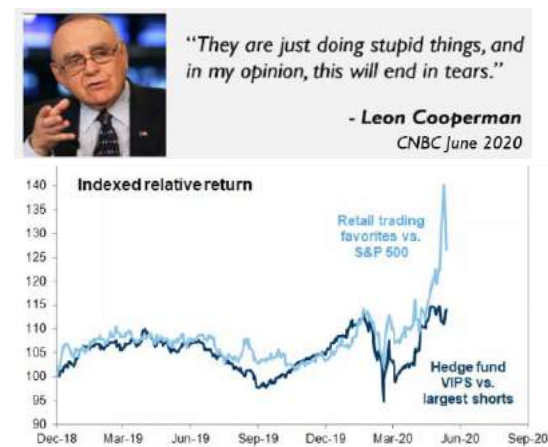 “They are just doing stupid things, and
in my opinion, this will end in tears.”
- Leon Cooperman
CNBC June 2020
Indexed relative return
140
135
130
125
120
115
110
105
100
95
90
Retail trading
favorites vs.
S&P 500
Hedge fund
VIPS vs.
largest shorts
Dec-18 Mar-19 Jun-19 Sep-19 Dec-19 Mar-20 Jun-20 Sep-20